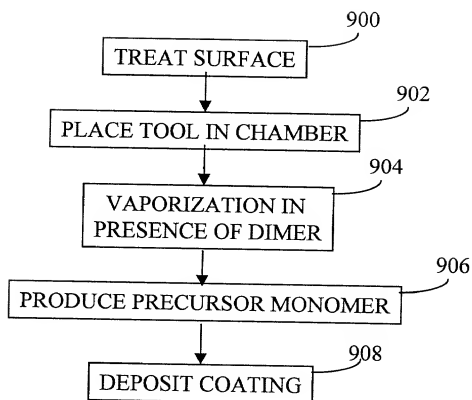 900
TREAT SURFACE
902
PLACE TOOL IN CHAMBER
904
VAPORIZATION IN
PRESENCE OF DIMER
906
PRODUCE PRECURSOR MONOMER
908
DEPOSIT COATING